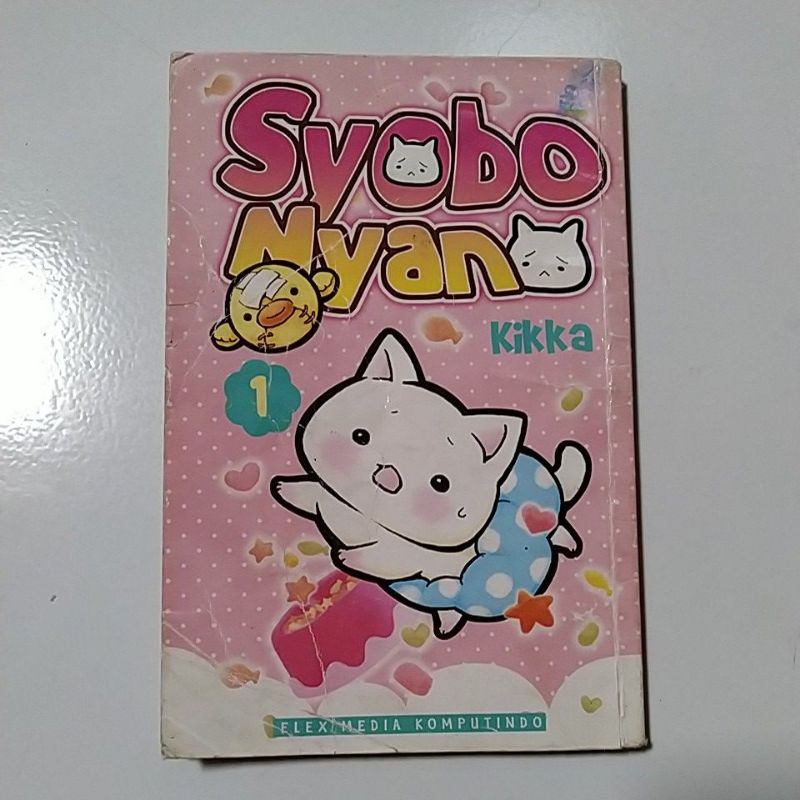 Syobo
Nyan
Kikka
1
ELEX MEDIA KOMPUTINDO